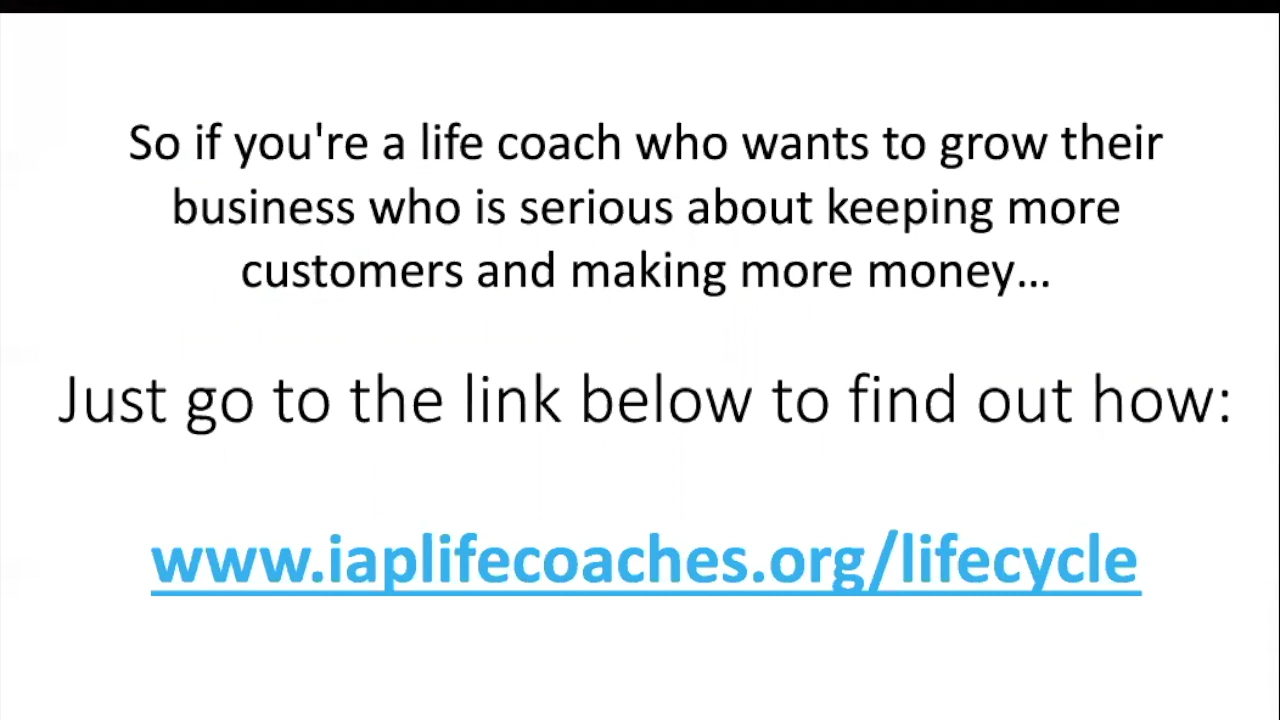 So if you're a life coach who wants to grow their
business who is serious about keeping more
customers and making more money...
Just go to the link below to find out how:
www.iaplifecoaches.org/lifecycle